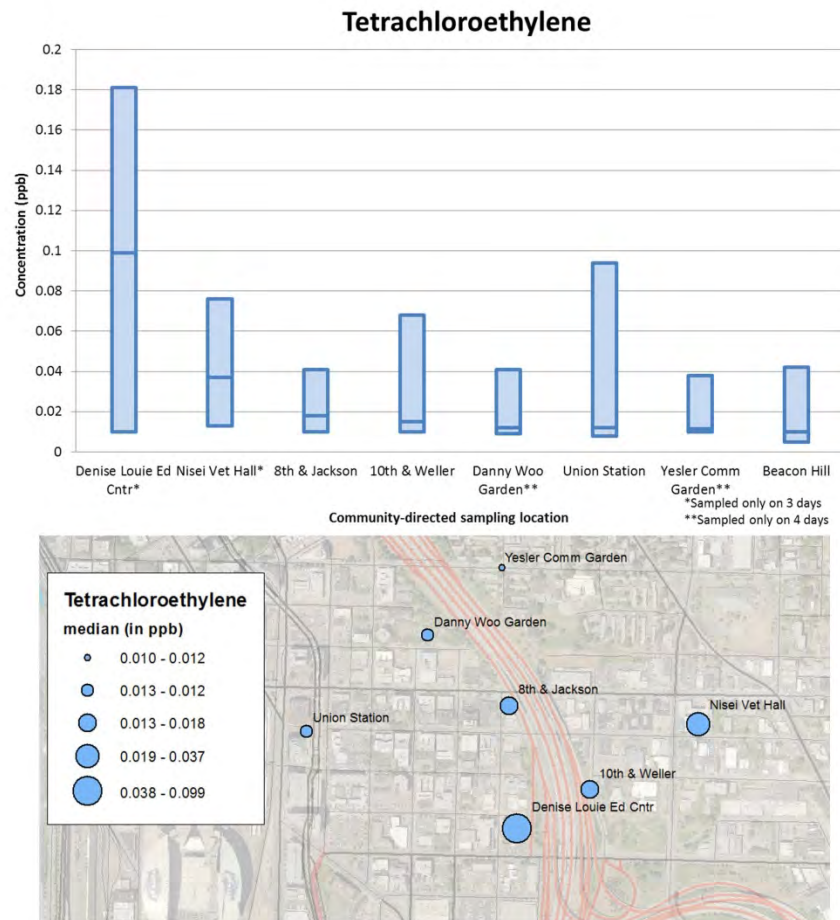 Tetrachloroethylene
0.2
0.18
0.16
0.14
0.12
0.1
0.08
0.06
0.04
0.02
0
Concentration (ppb)
Denise Louie Ed Cntr*
Nisei Vet Hall*
8th & Jackson
10th & Weller
Danny Woo Garden**
Union Station
Yesler Comm Garden**
Beacon Hill
Community-directed sampling location
*Sampled only on 3 days
**Sampled only on 4 days
Tetrachloroethylene
median (in ppb)
0.010 - 0.012
0.013 - 0.012
0.013 - 0.018
0.019 - 0.037
0.038 - 0.099
Yesler Comm Garden
Danny Woo Garden
8th & Jackson
Nisei Vet Hall
Union Station
10th & Weller
Denise Louie Ed Cntr